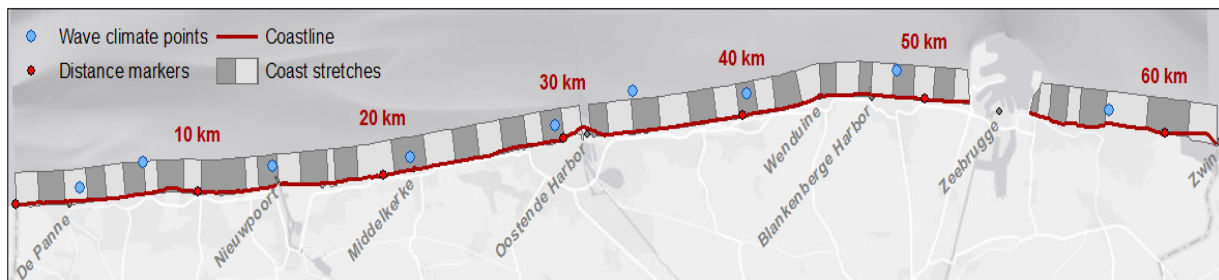 Wave climate points
Coastline
Distance markers
Coast stretches
10 km
20 km
30 km
40 km
50 km
60 km
De Panne
Nieuwpoort
Middelkerke
Oostende Harbor
Wenduine
Blankenberge Harbor
Zeebrugge
Zwin